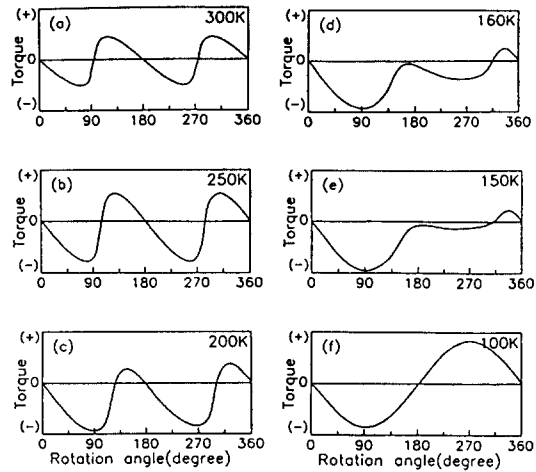 (a) 300K
(+)
Torque
0
(-)
0 90 180 270 360
(b) 250K
(+)
Torque
0
(-)
0 90 180 270 360
(c) 200K
(+)
Torque
0
(-)
0 90 180 270 360
Rotation angle(degree)
(d) 160K
(+)
Torque
0
(-)
0 90 180 270 360
(e) 150K
(+)
Torque
0
(-)
0 90 180 270 360
(f) 100K
(+)
Torque
0
(-)
0 90 180 270 360
Rotation angle(degree)